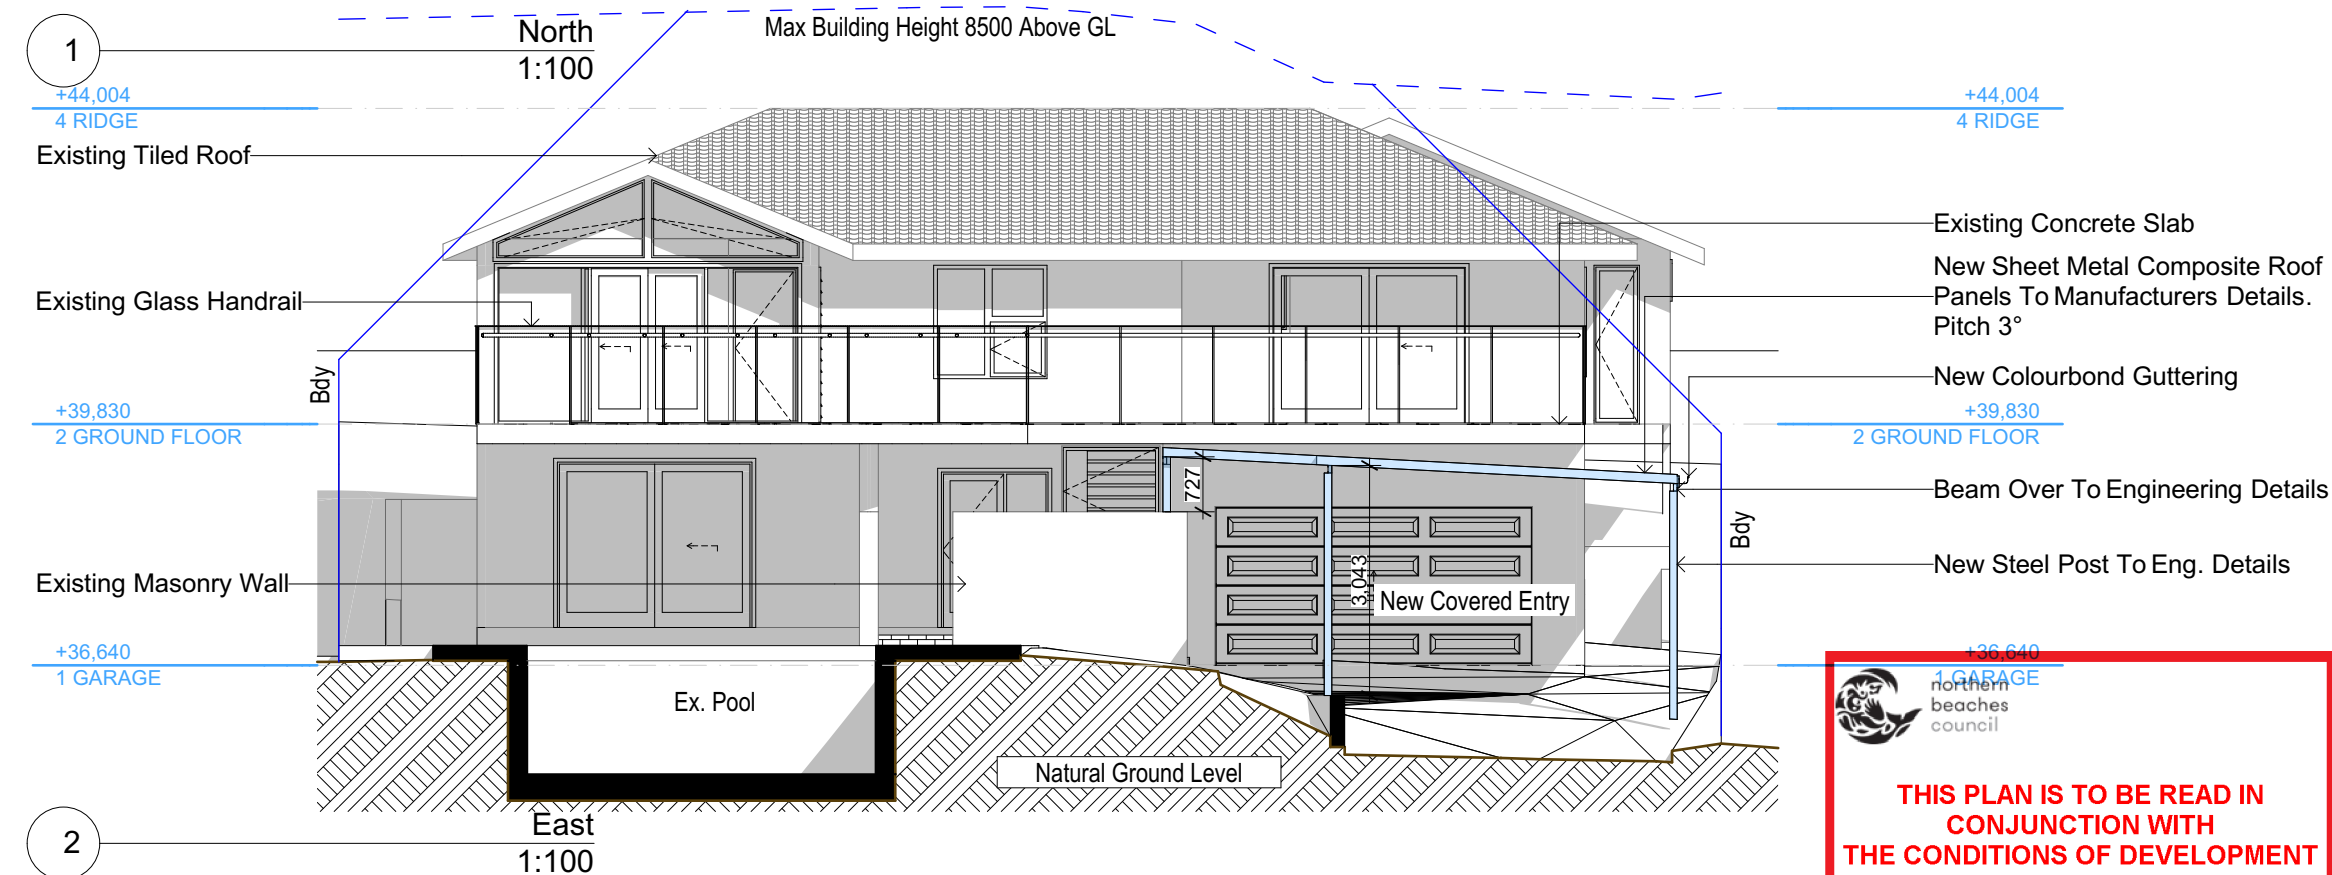 1
North
1:100
Max Building Height 8500 Above GL
+44,004
4 RIDGE
+44,004
4 RIDGE
Existing Tiled Roof
Existing Concrete Slab
New Sheet Metal Composite Roof
Panels To Manufacturers Details.
Pitch 3°
Existing Glass Handrail
Bdy
New Colourbond Guttering
+39,830
2 GROUND FLOOR
+39,830
2 GROUND FLOOR
727
Beam Over To Engineering Details
Bdy
New Steel Post To Eng. Details
Existing Masonry Wall
3,043
New Covered Entry
+36,640
1 GARAGE
+36,640
1 GARAGE
Ex. Pool
northern
beaches
council
Natural Ground Level
THIS PLAN IS TO BE READ IN
CONJUNCTION WITH
THE CONDITIONS OF DEVELOPMENT
2
East
1:100